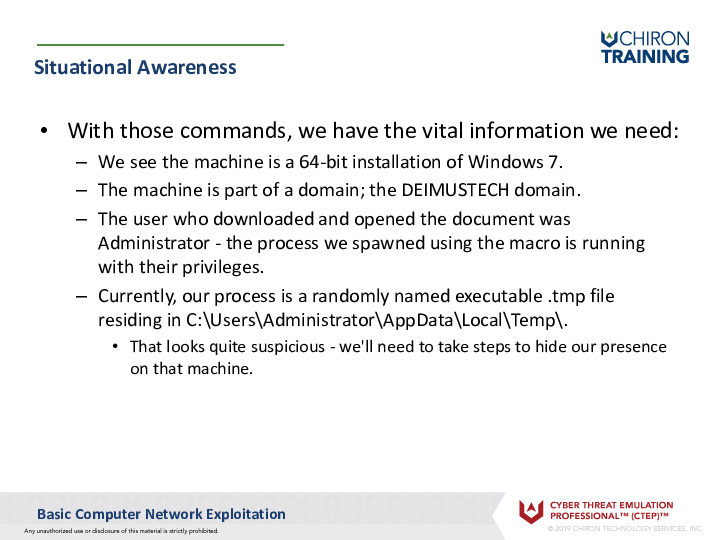 CHIRON
TRAINING
Situational Awareness
• With those commands, we have the vital information we need:
– We see the machine is a 64-bit installation of Windows 7.
– The machine is part of a domain; the DEIMUSTECH domain.
– The user who downloaded and opened the document was
Administrator - the process we spawned using the macro is running
with their privileges.
– Currently, our process is a randomly named executable .tmp file
residing in C:\Users\Administrator\AppData\Local\Temp\.
• That looks quite suspicious - we'll need to take steps to hide our presence
on that machine.
Basic Computer Network Exploitation
Any unauthorized use or disclosure of this material is strictly prohibited.
CYBER THREAT EMULATION
PROFESSIONAL™ (CTEP)™
© 2019 CHIRON TECHNOLOGY SERVICES, INC.